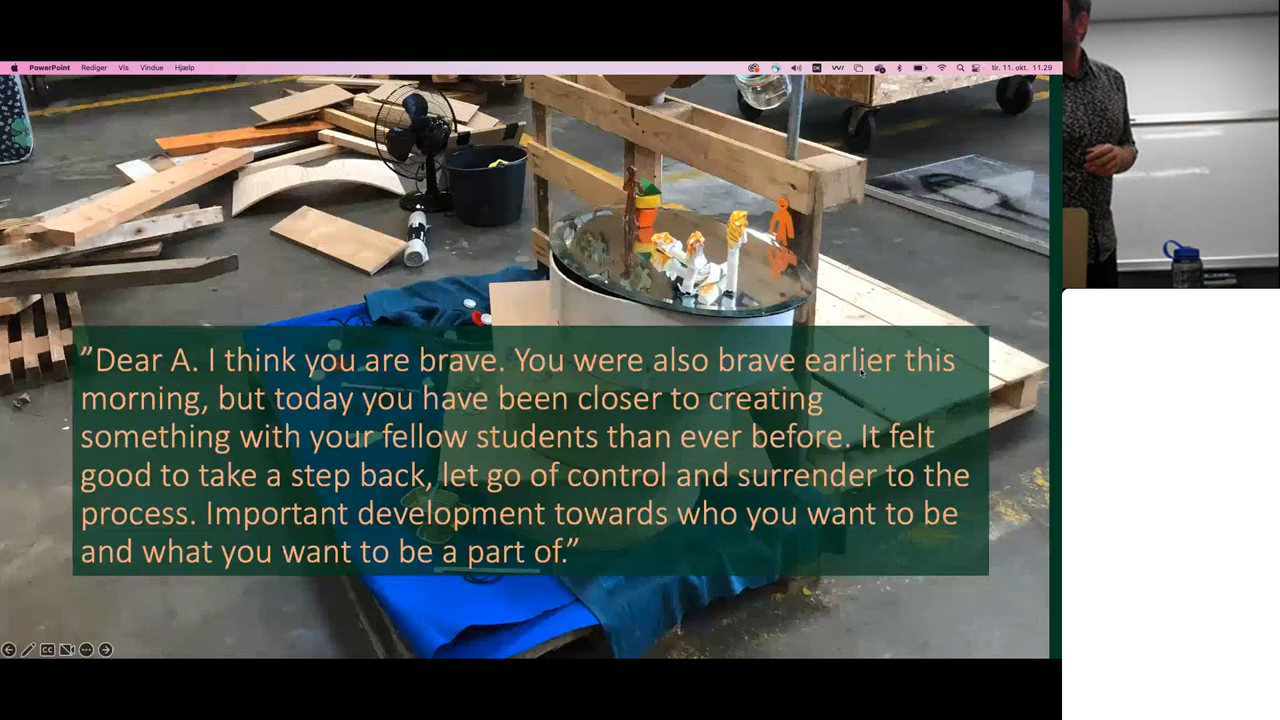 PowerPoint Rediger Vis Vindue Hjælp
DK
tir. 11. okt. 11.29
”Dear A. I think you are brave. You were also brave earlier this
morning, but today you have been closer to creating
something with your fellow students than ever before. It felt
good to take a step back, let go of control and surrender to the
process. Important development towards who you want to be
and what you want to be a part of.”
CC